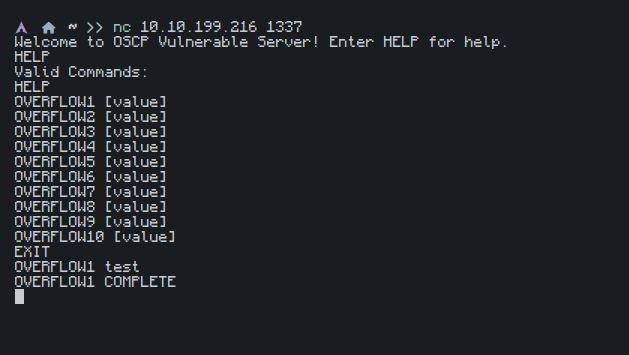 ~ >> nc 10.10.199.216 1337
Welcome to OSCP Vulnerable Server! Enter HELP for help.
HELP
Valid Commands:
HELP
OVERFLOW1 [value]
OVERFLOW2 [value]
OVERFLOW3 [value]
OVERFLOW4 [value]
OVERFLOW5 [value]
OVERFLOW6 [value]
OVERFLOW7 [value]
OVERFLOW8 [value]
OVERFLOW9 [value]
OVERFLOW10 [value]
EXIT
OVERFLOW1 test
OVERFLOW1 COMPLETE